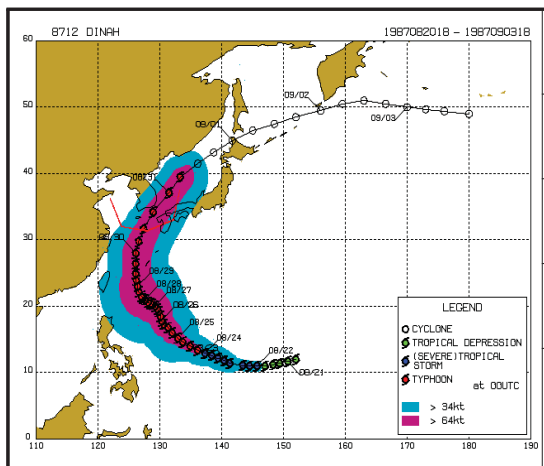 8712 DINAH
1987082018 - 1987090318
60
50
40
30
20
10
0
110
120
130
140
150
160
170
180
09/02
09/03
09/01
08/31
08/30
08/29
08/28
08/27
08/26
08/25
08/24
08/22
08/21
LEGEND
CYCLONE
TROPICAL DEPRESSION
(SEVERE)TROPICAL
STORM
TYPHOON
at 00UTC
> 34kt
> 64kt